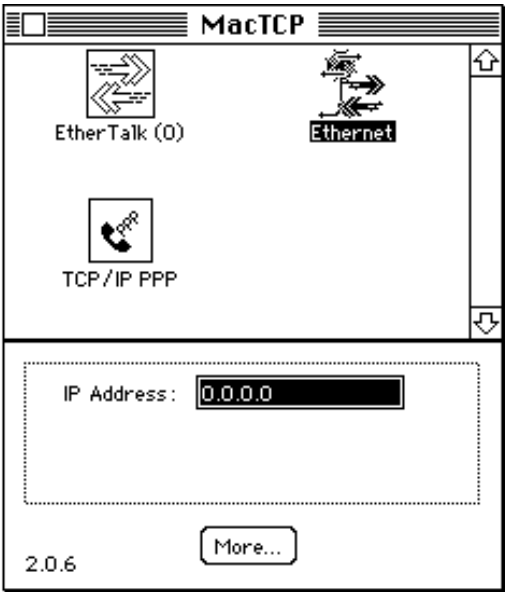 MacTCP
EtherTalk (0)
Ethernet
TCP/IP PPP
IP Address:
0.0.0.0
More...
2.0.6